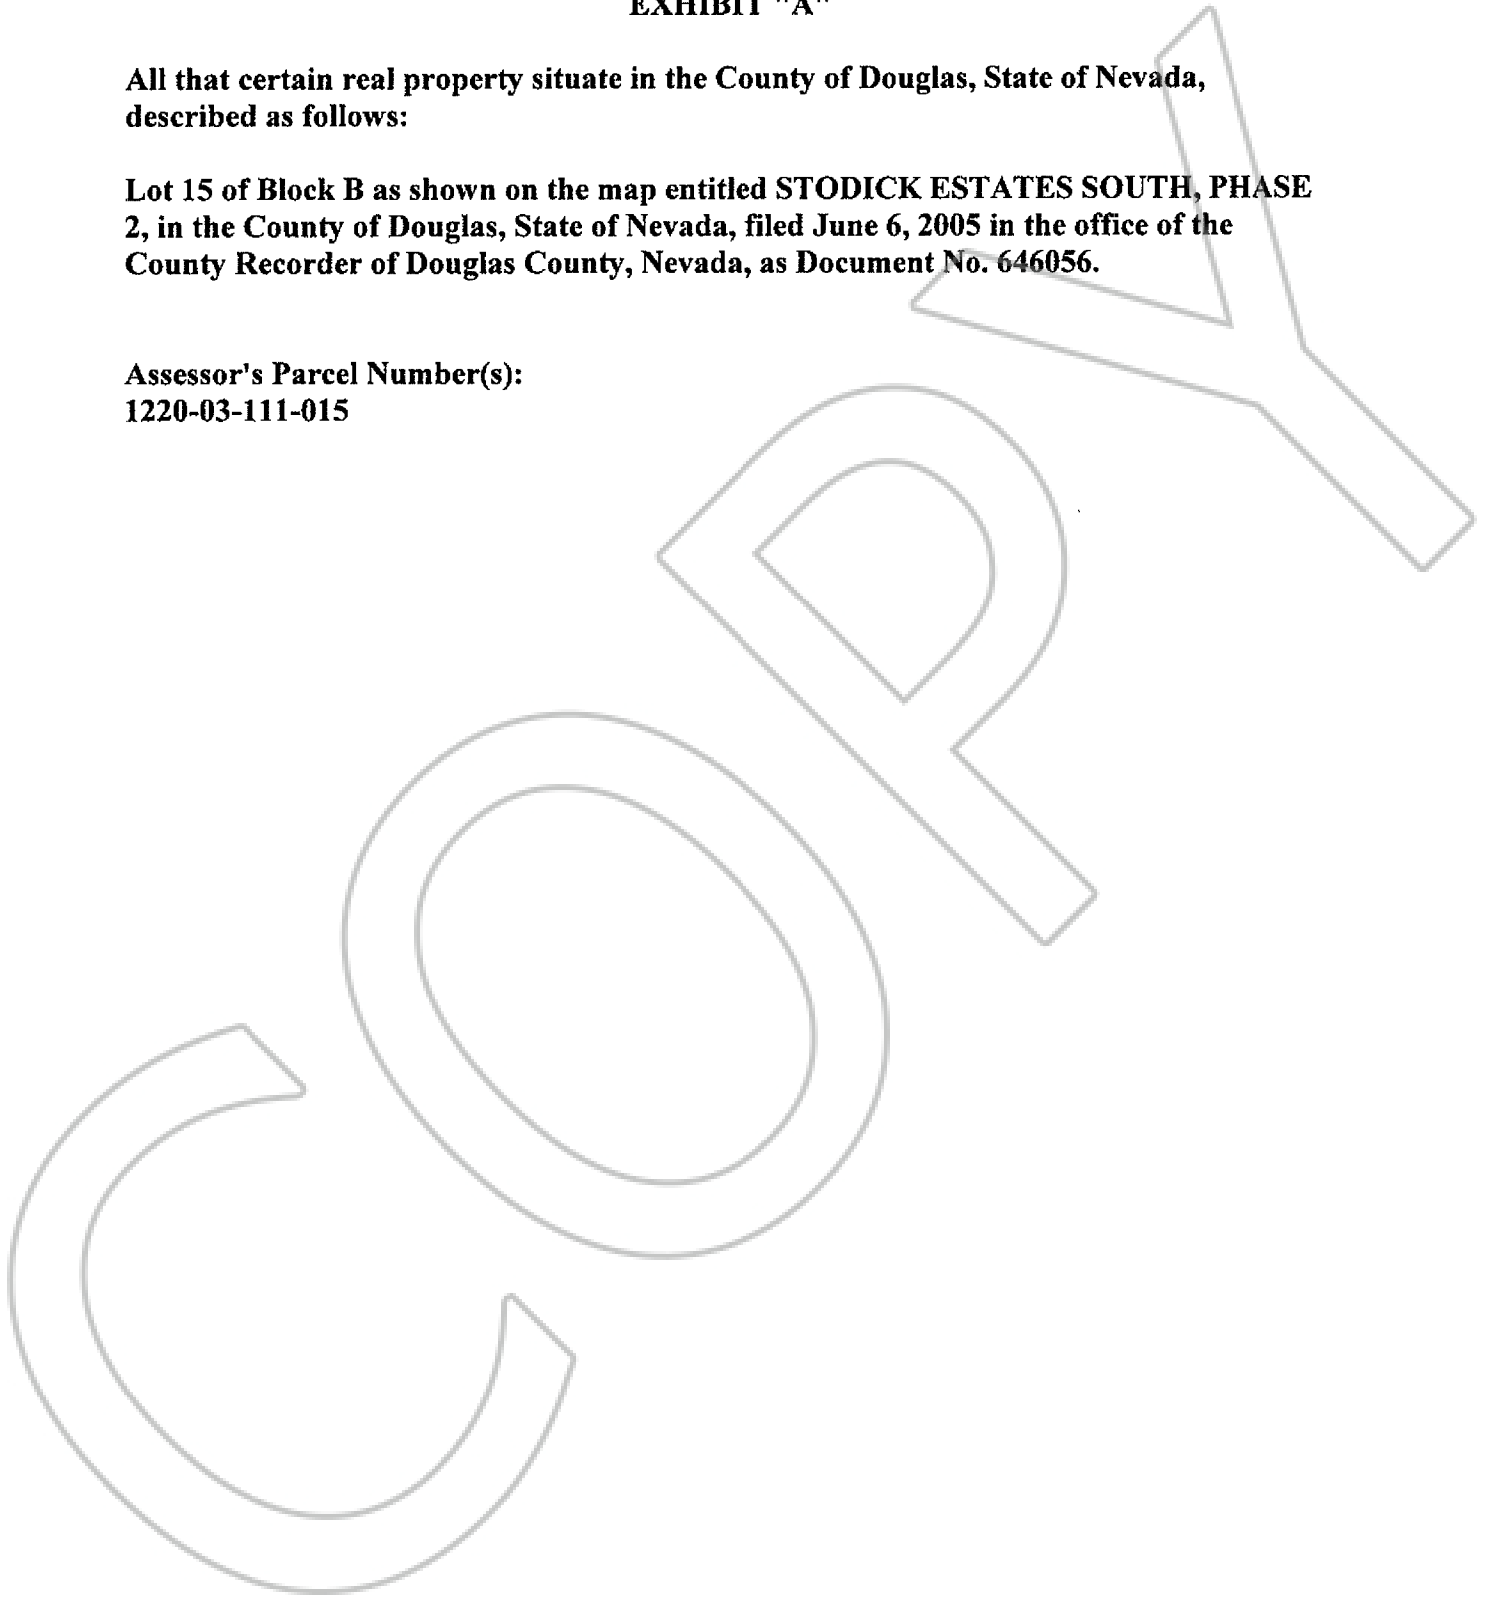 EXHIBIT "A"
All that certain real property situate in the County of Douglas, State of Nevada,
described as follows:
Lot 15 of Block B as shown on the map entitled STODICK ESTATES SOUTH, PHASE
2, in the County of Douglas, State of Nevada, filed June 6, 2005 in the office of the
County Recorder of Douglas County, Nevada, as Document No. 646056.
Assessor's Parcel Number(s):
1220-03-111-015
COPY